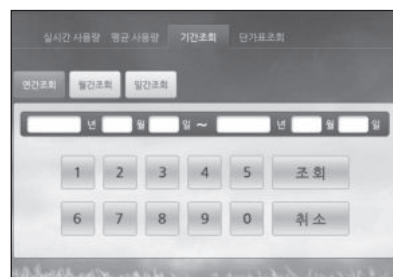 실시간 사용량 평균 사용량 기간조회 단가표조회
연간조회 월간조회 일간조회
년 월 일 ~ 년 월 일
1 2 3 4 5 조회
6 7 8 9 0 취소